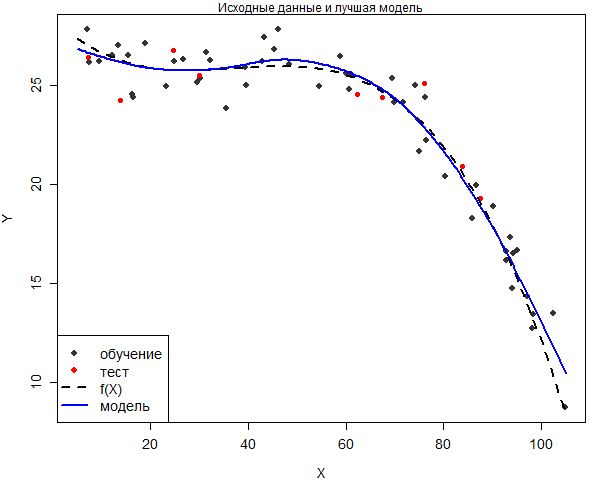 Исходные данные и лучшая модель
25
20
15
10
Y
обучение
тест
f(X)
модель
20 40 60 80 100
X